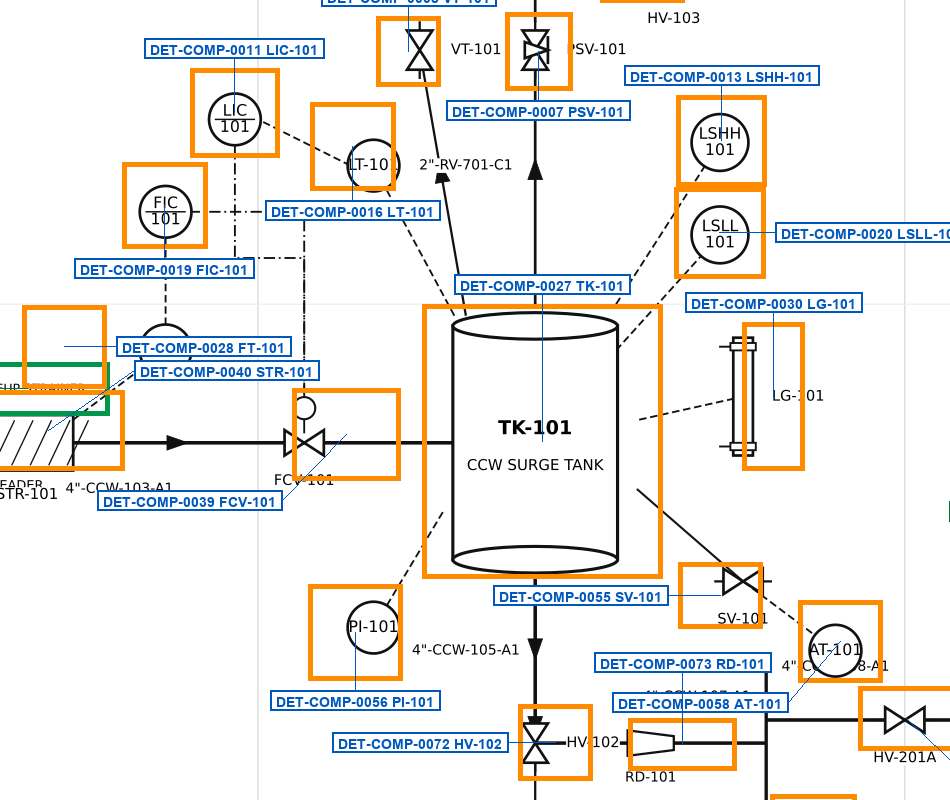 HV-103
DET-COMP-0011 LIC-101
VT-101
PSV-101
DET-COMP-0013 LSHH-101
LIC
101
DET-COMP-0007 PSV-101
LSHH
101
LT-101
2"-RV-701-C1
FIC
101
DET-COMP-0016 LT-101
LSLL
101
DET-COMP-0019 FIC-101
DET-COMP-0027 TK-101
DET-COMP-0030 LG-101
DET-COMP-0028 FT-101
DET-COMP-0040 STR-101
LG-101
TK-101
CCW SURGE TANK
FCV-101
STR-101
4"-CCW-103-A1
DET-COMP-0039 FCV-101
DET-COMP-0055 SV-101
SV-101
PI-101
4"-CCW-105-A1
AT-101
8-A1
DET-COMP-0073 RD-101
DET-COMP-0056 PI-101
DET-COMP-0058 AT-101
DET-COMP-0072 HV-102
HV-102
HV-201A
RD-101